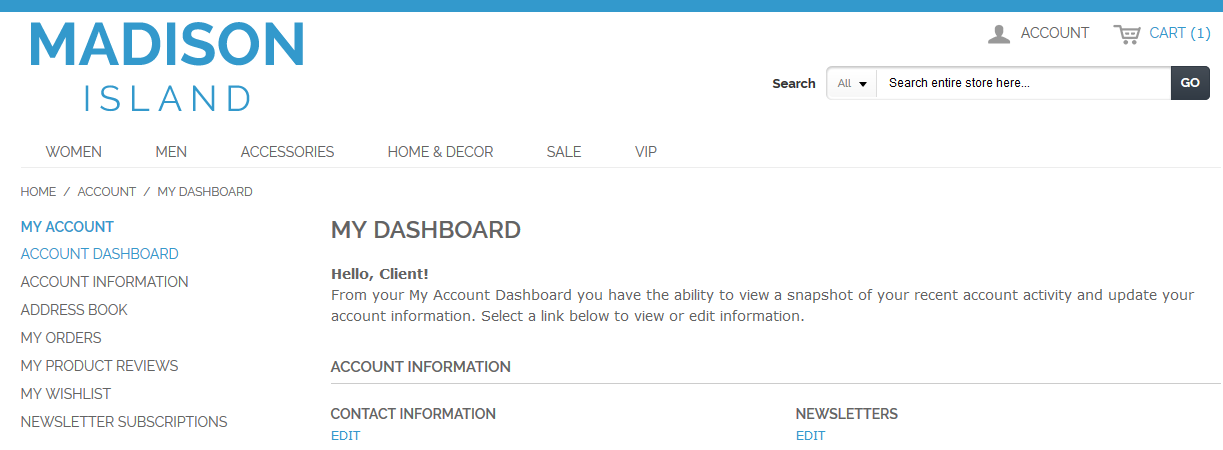 MADISON
ISLAND
ACCOUNT CART (1)
Search All Search entire store here... GO
WOMEN MEN ACCESSORIES HOME & DECOR SALE VIP
HOME / ACCOUNT / MY DASHBOARD
MY ACCOUNT
ACCOUNT DASHBOARD
ACCOUNT INFORMATION
ADDRESS BOOK
MY ORDERS
MY PRODUCT REVIEWS
MY WISHLIST
NEWSLETTER SUBSCRIPTIONS
MY DASHBOARD
Hello, Client!
From your My Account Dashboard you have the ability to view a snapshot of your recent account activity and update your
account information. Select a link below to view or edit information.
ACCOUNT INFORMATION
CONTACT INFORMATION
EDIT
NEWSLETTERS
EDIT